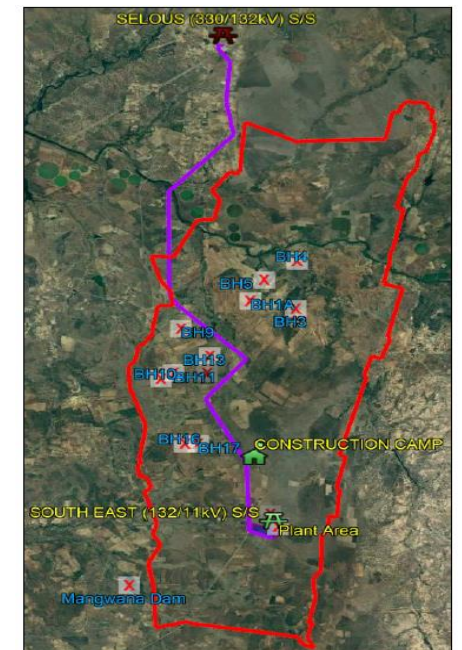 SELOUS (330/132kV) S/S
BH4
BH5
BH1A
BH2
BH9
BH13
BH10
BH11
BH16
BH17
CONSTRUCTION CAMP
SOUTH EAST (132/11kV) S/S
Plant Area
Mangwana Dam